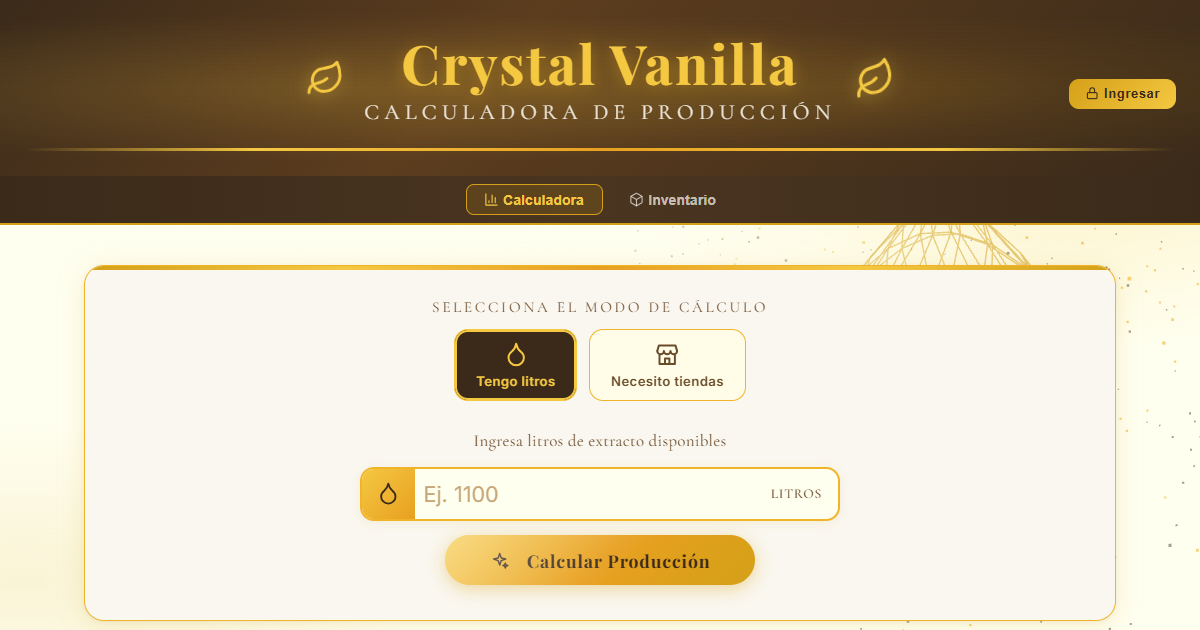 Crystal Vanilla
CALCULADORA DE PRODUCCIÓN
Ingresar
Calculadora
Inventario
SELECCIONA EL MODO DE CÁLCULO
Tengo litros
Necesito tiendas
Ingresa litros de extracto disponibles
Ej. 1100
LITROS
Calcular Producción